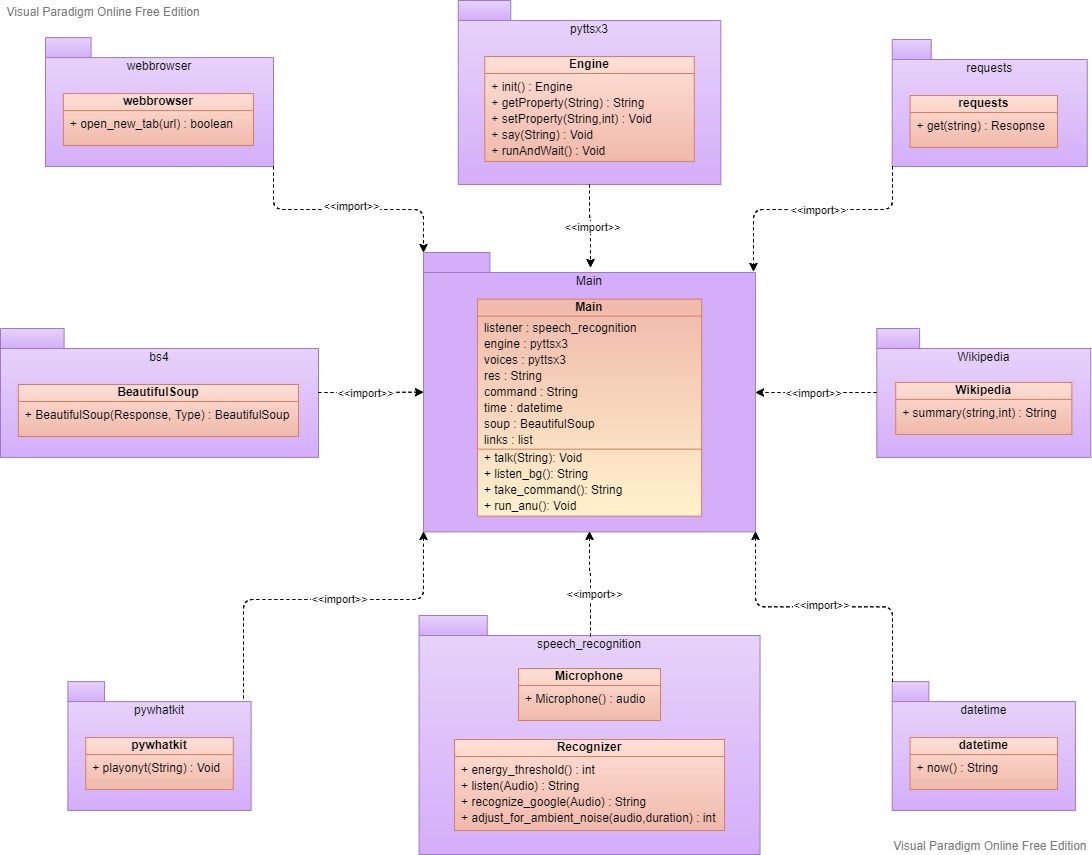 Visual Paradigm Online Free Edition
webbrowser
webbrowser
+ open_new_tab(url) : boolean
pyttsx3
Engine
+ init() : Engine
+ getProperty(String) : String
+ setProperty(String,int) : Void
+ say(String) : Void
+ runAndWait() : Void
requests
requests
+ get(string) : Resopnse
<<import>>
<<import>>
<<import>>
bs4
BeautifulSoup
+ BeautifulSoup(Response, Type) : BeautifulSoup
<<import>>
Main
Main
listener : speech_recognition
engine : pyttsx3
voices : pyttsx3
res : String
command : String
time : datetime
soup : BeautifulSoup
links : list
+ talk(String): Void
+ listen_bg(): String
+ take_command(): String
+ run_anu(): Void
<<import>>
Wikipedia
Wikipedia
+ summary(string,int) : String
<<import>>
<<import>>
<<import>>
pywhatkit
pywhatkit
+ playonyt(String) : Void
speech_recognition
Microphone
+ Microphone() : audio
Recognizer
+ energy_threshold() : int
+ listen(Audio) : String
+ recognize_google(Audio) : String
+ adjust_for_ambient_noise(audio,duration) : int
datetime
datetime
+ now() : String
Visual Paradigm Online Free Edition